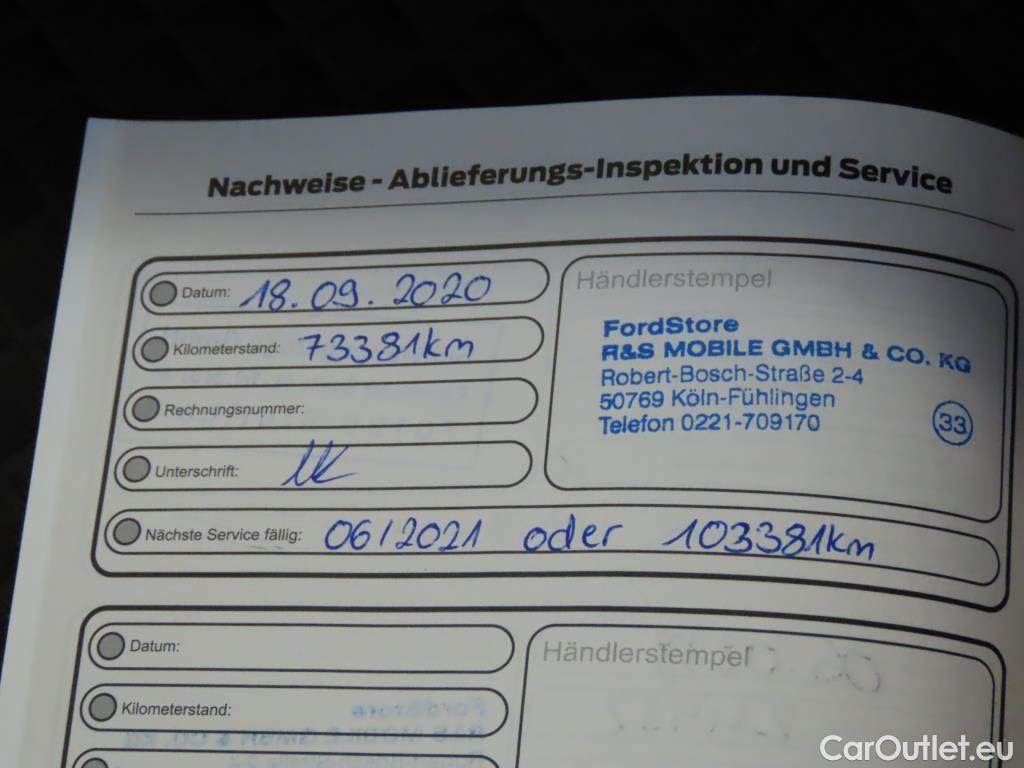 Nachweise - Ablieferungs-Inspektion und Service
Datum: 18.09.2020
Kilometerstand: 73381km
Rechnungsnummer:
Unterschrift:
Händlerstempel
FordStore
R&S MOBILE GMBH & CO. KG
Robert-Bosch-Straße 2-4
50769 Köln-Fühlingen
Telefon 0221-709170
33
Nächste Service fällig: 06/2021 oder 103381km
Datum:
Händlerstempel
Kilometerstand:
CarOutlet.eu